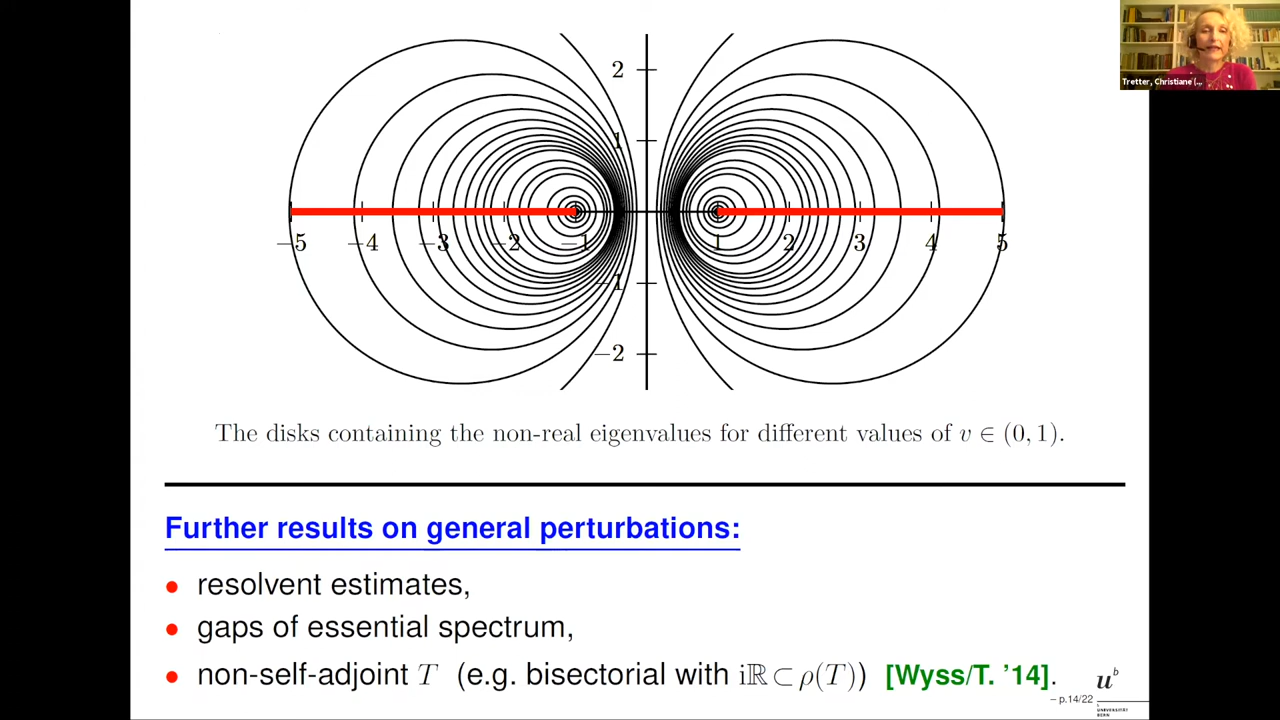 2
1
−5 −4 −3 −2 −1 1 2 3 4 5
−1
−2
The disks containing the non-real eigenvalues for different values of v ∈ (0, 1).
Further results on general perturbations:
• resolvent estimates,
• gaps of essential spectrum,
• non-self-adjoint T (e.g. bisectorial with iℝ ⊂ ρ(T)) [Wyss/T. ’14].
– p.14/22
u^b
b
UNIVERSITÄT
BERN
Tretter, Christiane (...